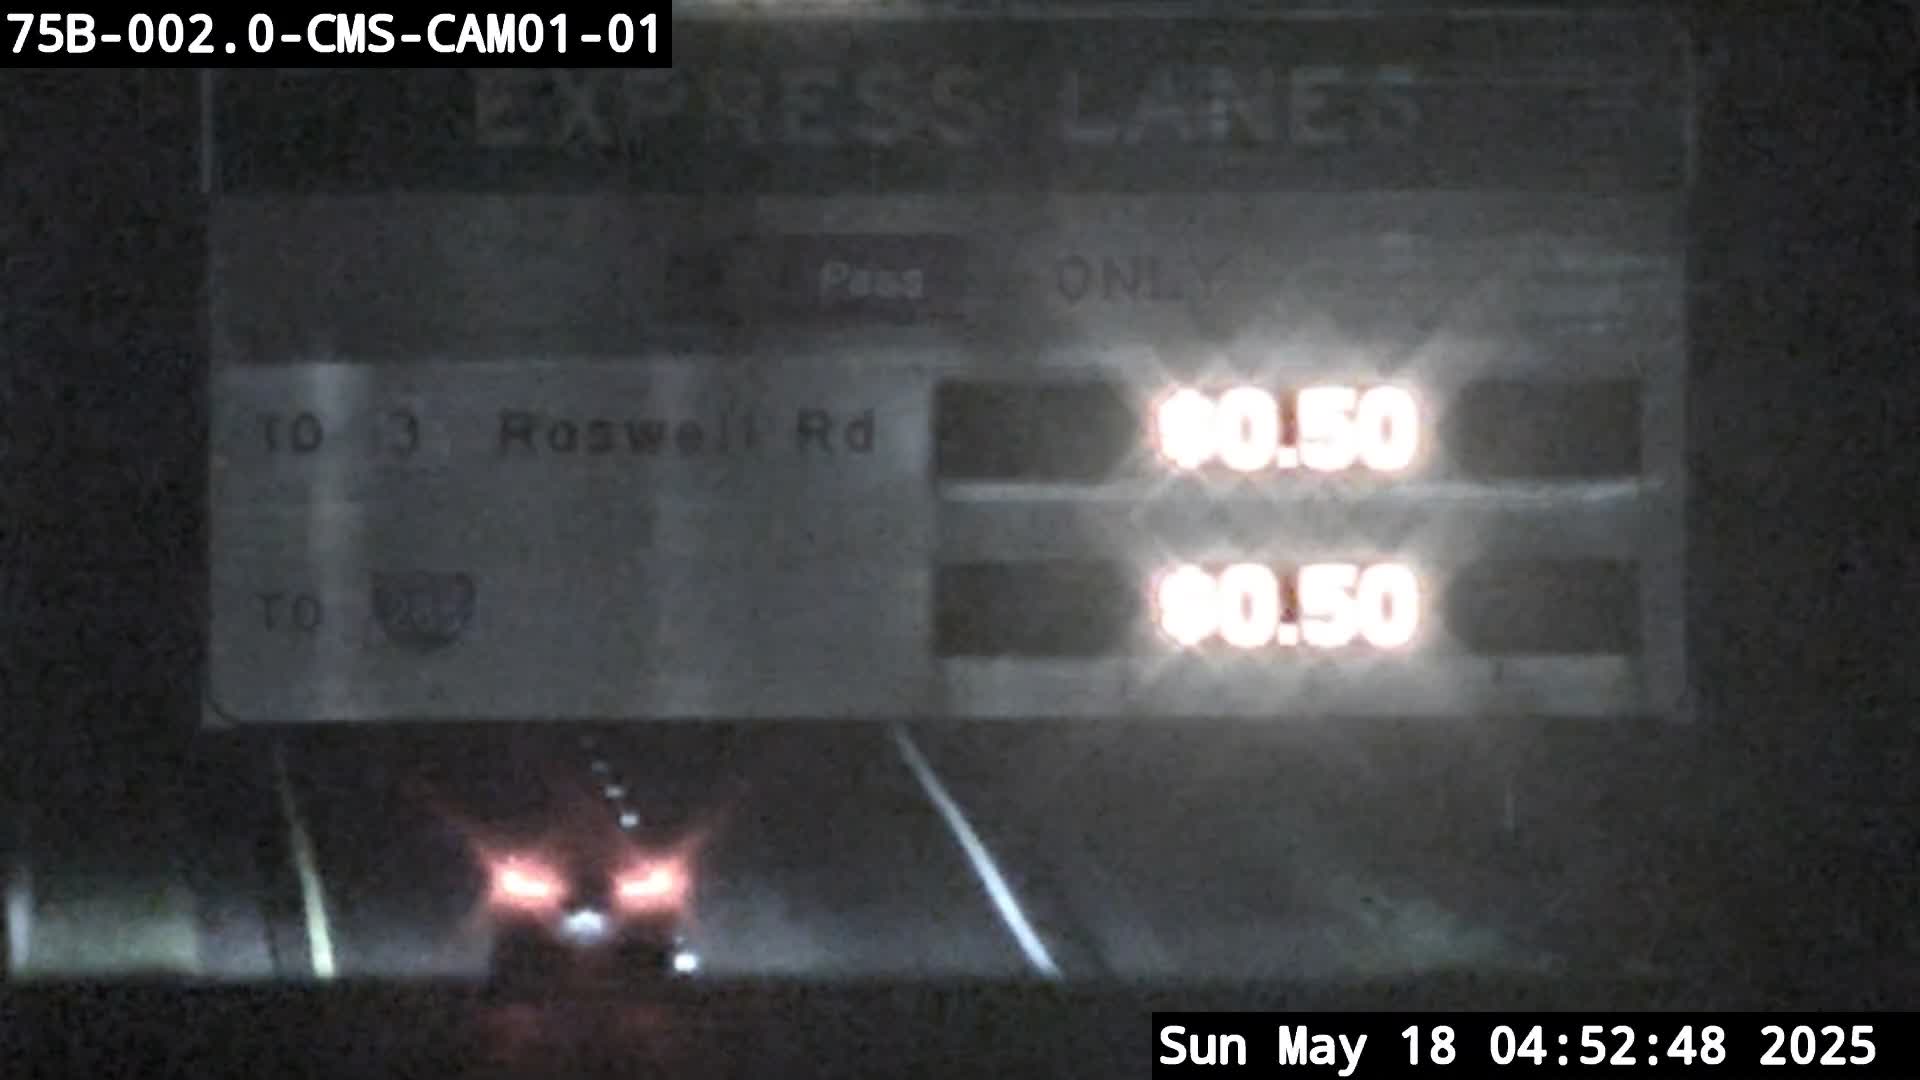 75B-002.0-CMS-CAM01-01
EXPRESS LANES
Pass ONLY
TO 3 Roswell Rd $0.50
TO $0.50
Sun May 18 04:52:48 2025